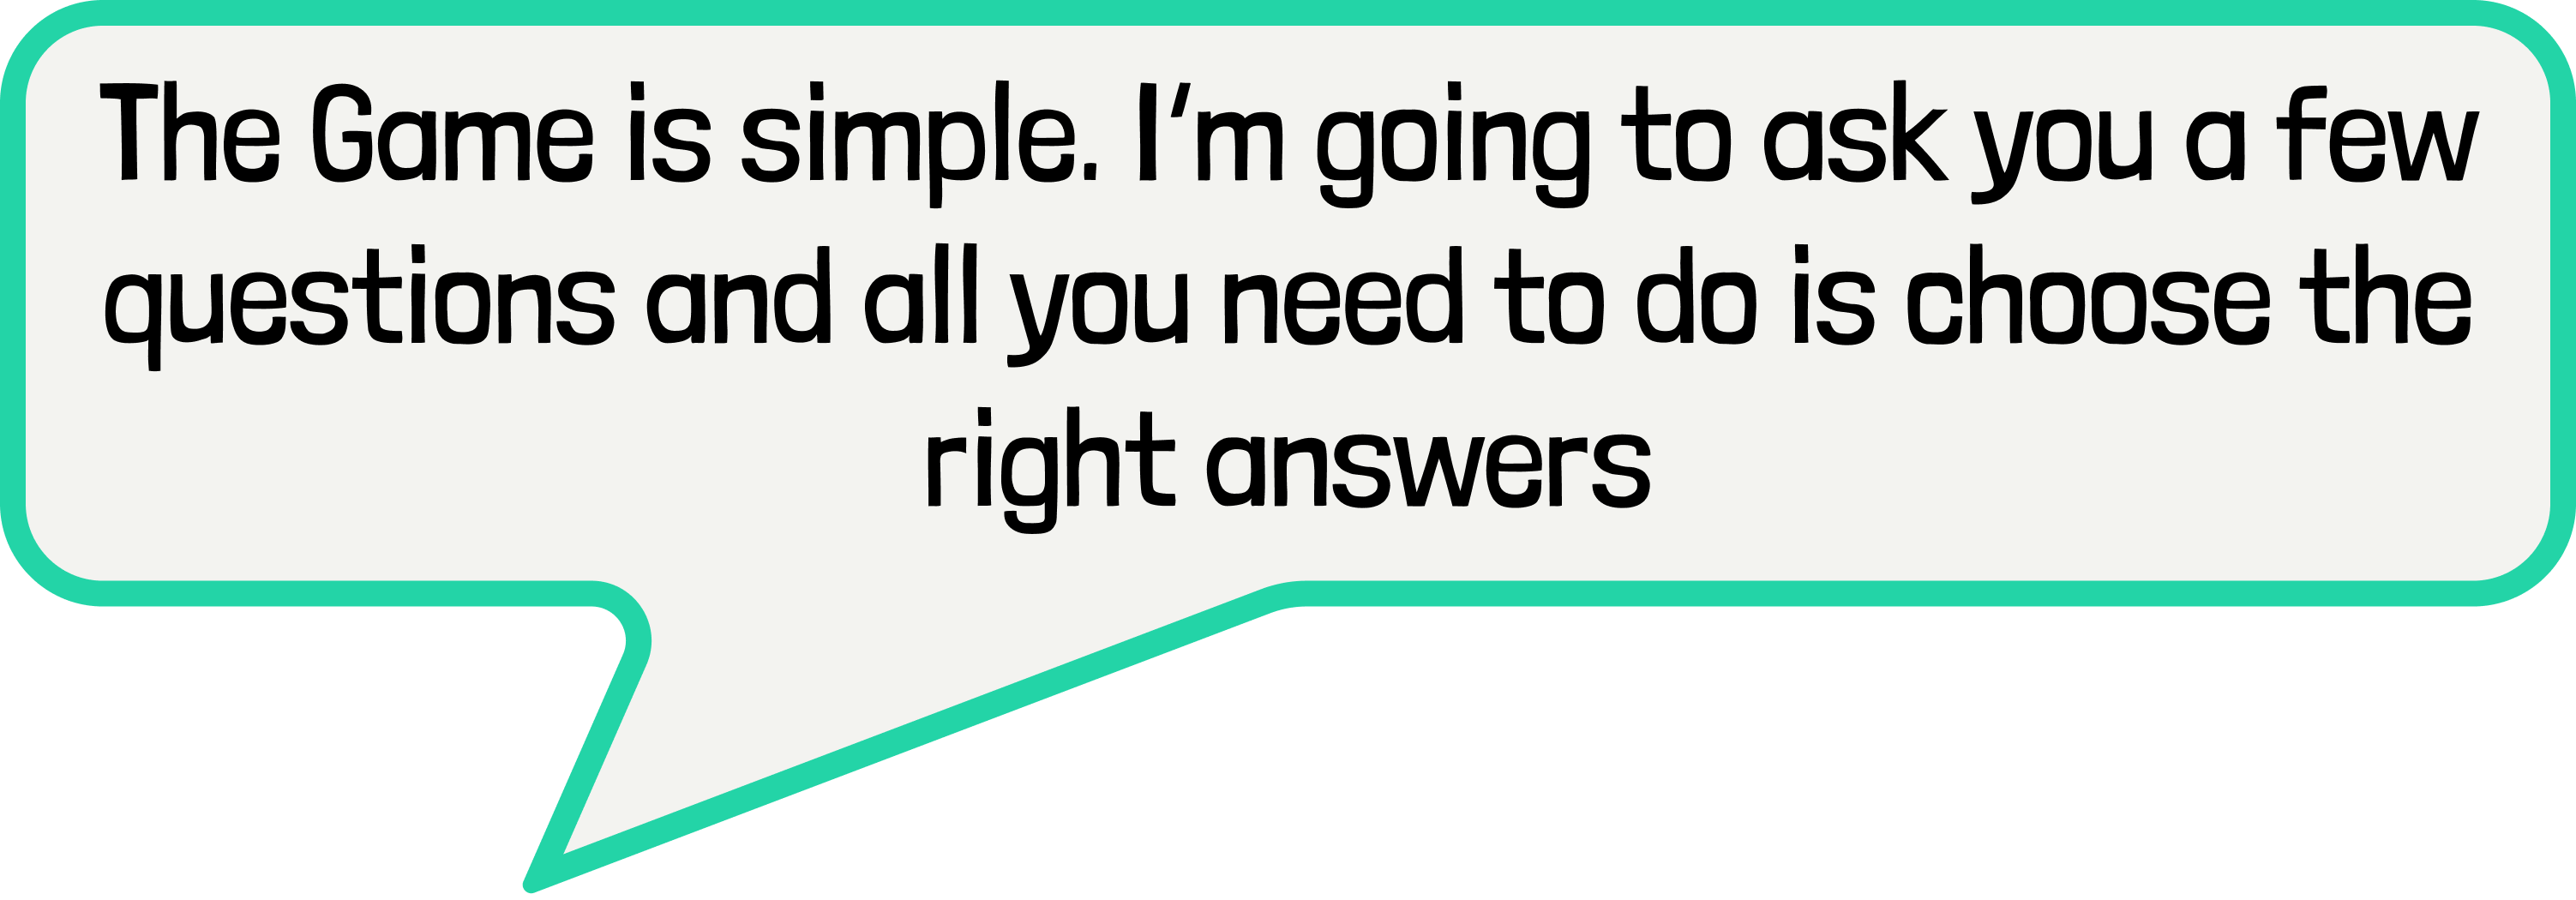 The Game is simple. I'm going to ask you a few
questions and all you need to do is choose the
right answers